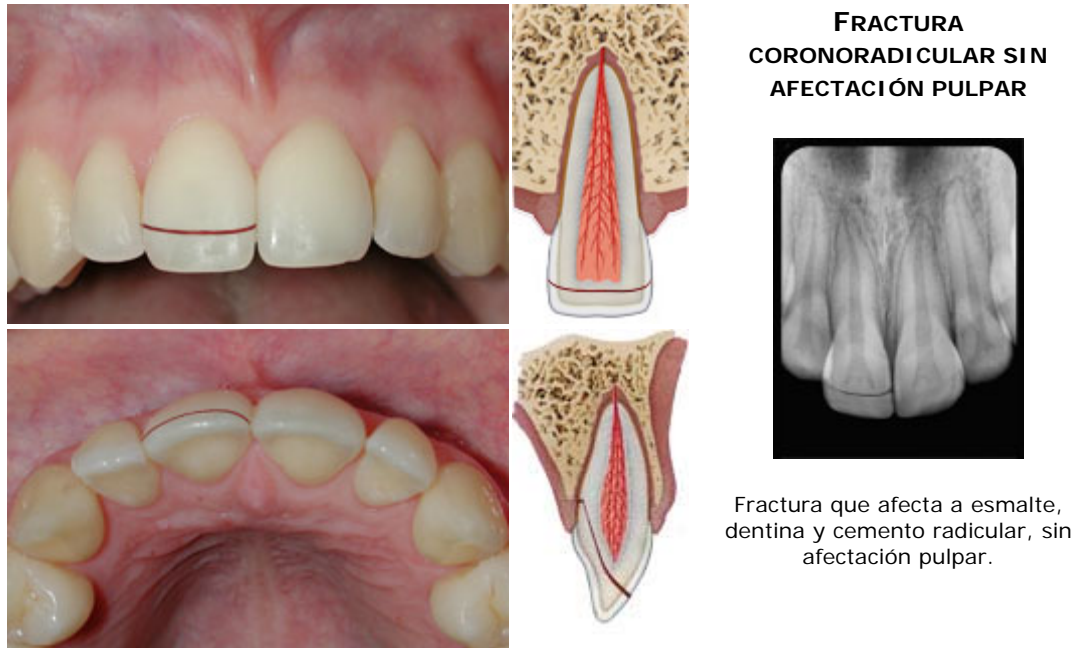 FRACTURA
CORONORADICULAR SIN
AFECTACIÓN PULPAR
Fractura que afecta a esmalte,
dentina y cemento radicular, sin
afectación pulpar.